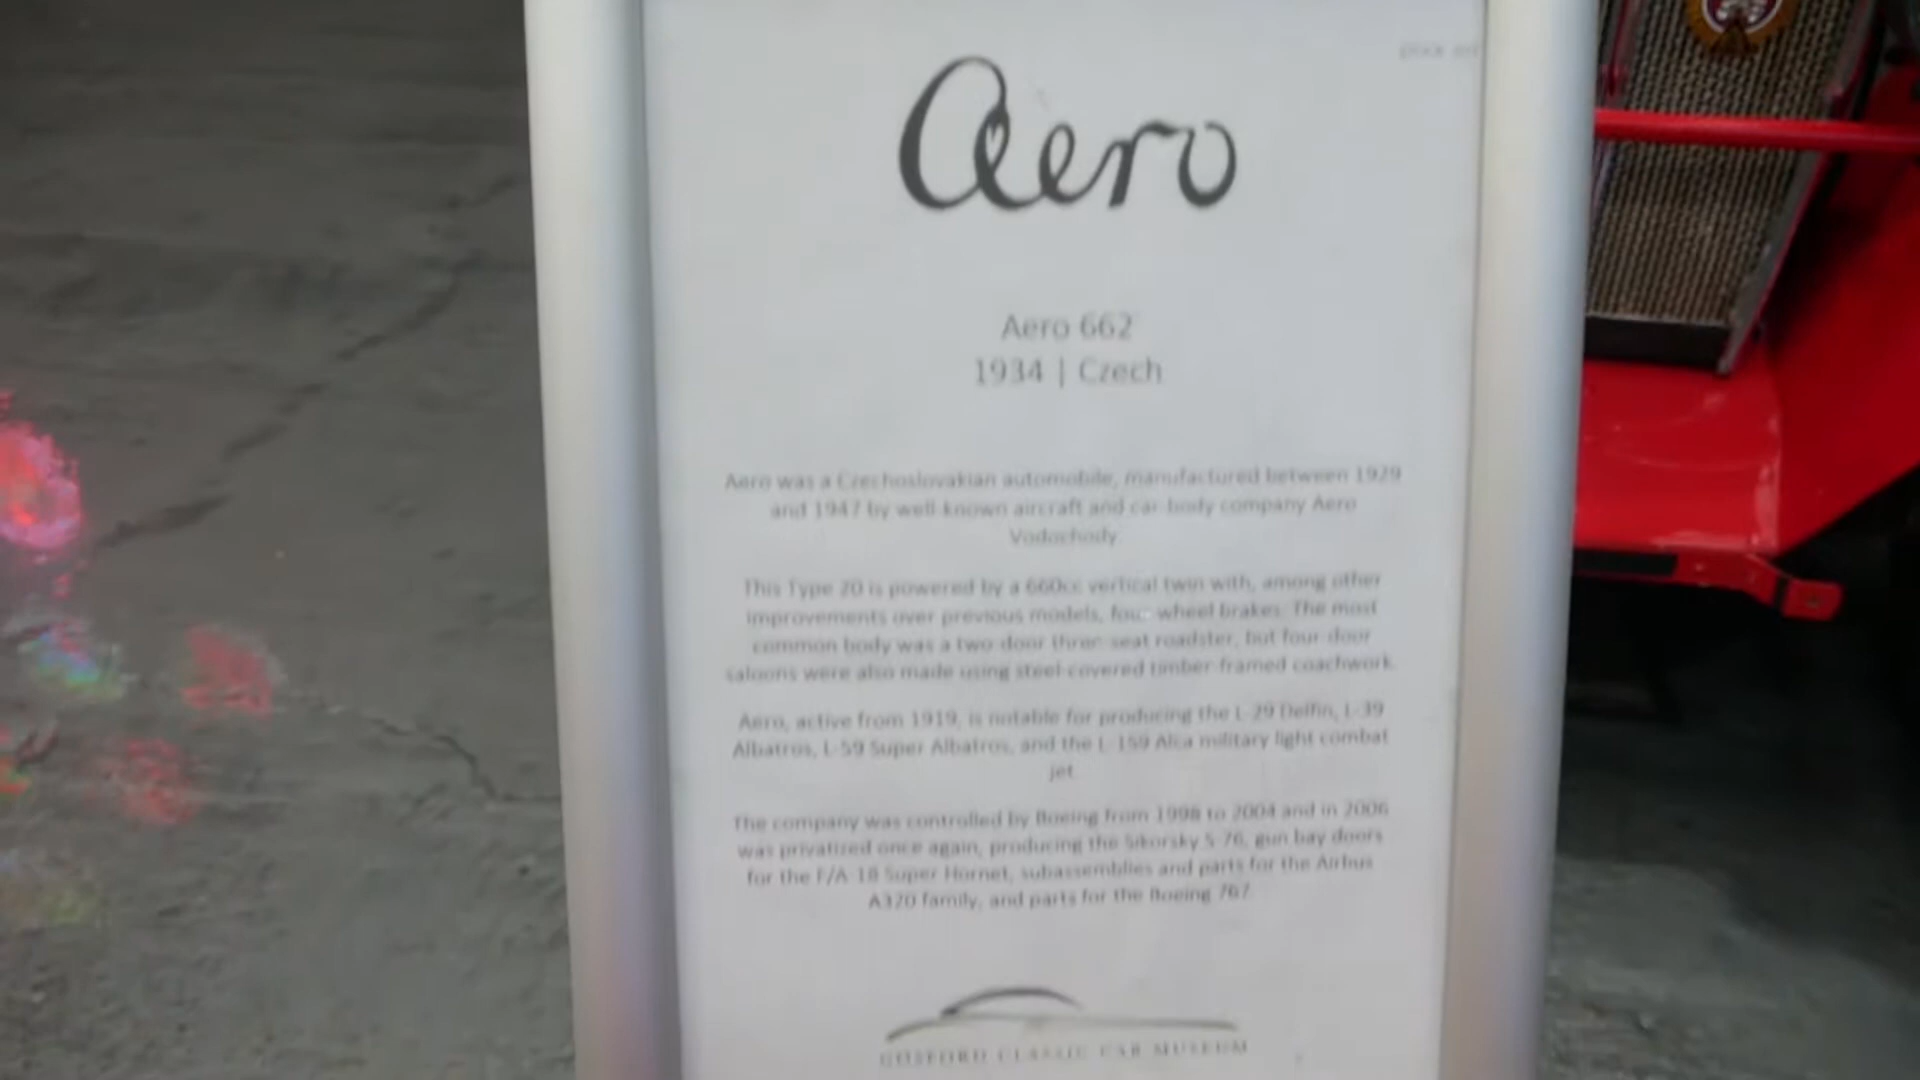 Aero
Aero 662
1934 | Czech
Aero was a Czechoslovakian automobile, manufactured between 1929
and 1947 by well-known aircraft and car-body company Aero
Vodochody.
This Type 20 is powered by a 660cc vertical twin with, among other
improvements over previous models, four-wheel brakes. The most
common body was a two-door three-seat roadster, but four-door
saloons were also made using steel-covered timber-framed coachwork.
Aero, active from 1919, is notable for producing the L-29 Delfin, L-39
Albatros, L-59 Super Albatros, and the L-159 Alca military light combat
jet.
The company was controlled by Boeing from 1998 to 2004 and in 2006
was privatized once again, producing the Sikorsky S-76, gun bay doors
for the F/A-18 Super Hornet, subassemblies and parts for the Airbus
A320 family, and parts for the Boeing 767.
GOSFORD CLASSIC CAR MUSEUM